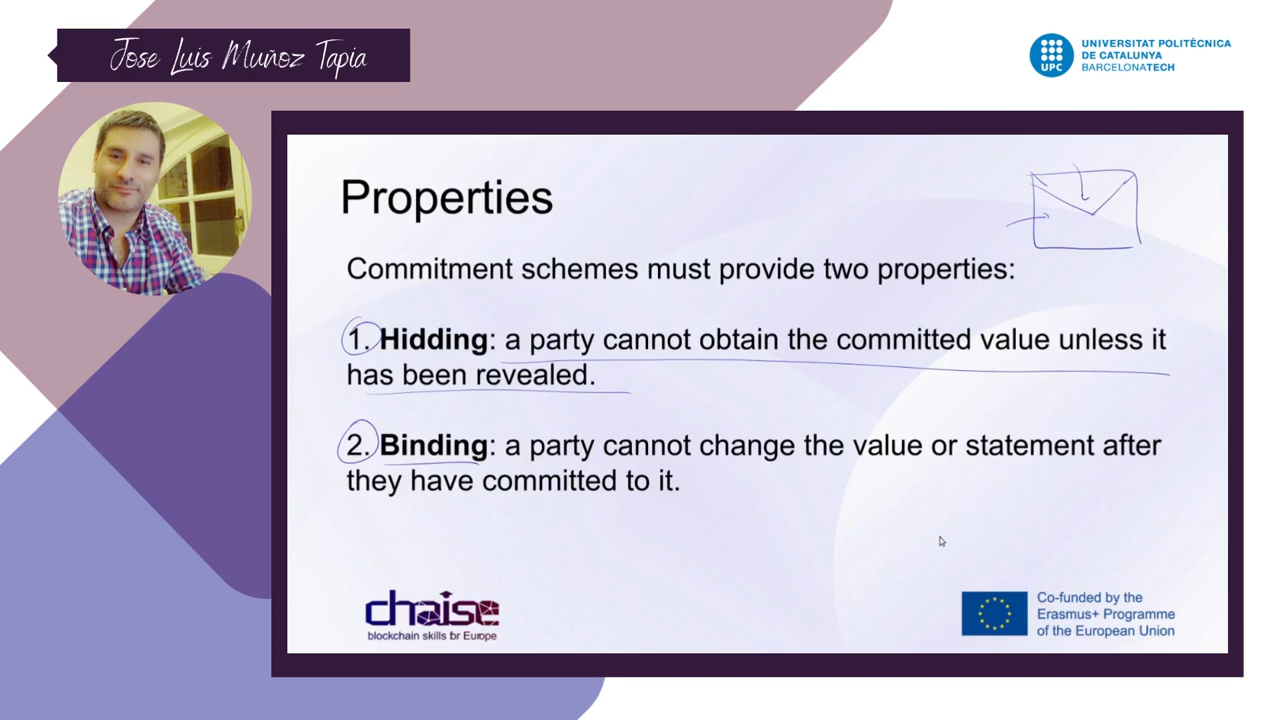 Jose Luis Muñoz Tapia
UPC
UNIVERSITAT POLITÈCNICA
DE CATALUNYA
BARCELONATECH
Properties
Commitment schemes must provide two properties:
1. Hidding: a party cannot obtain the committed value unless it
has been revealed.
2. Binding: a party cannot change the value or statement after
they have committed to it.
chaise
blockchain skills for Europe
Co-funded by the
Erasmus+ Programme
of the European Union